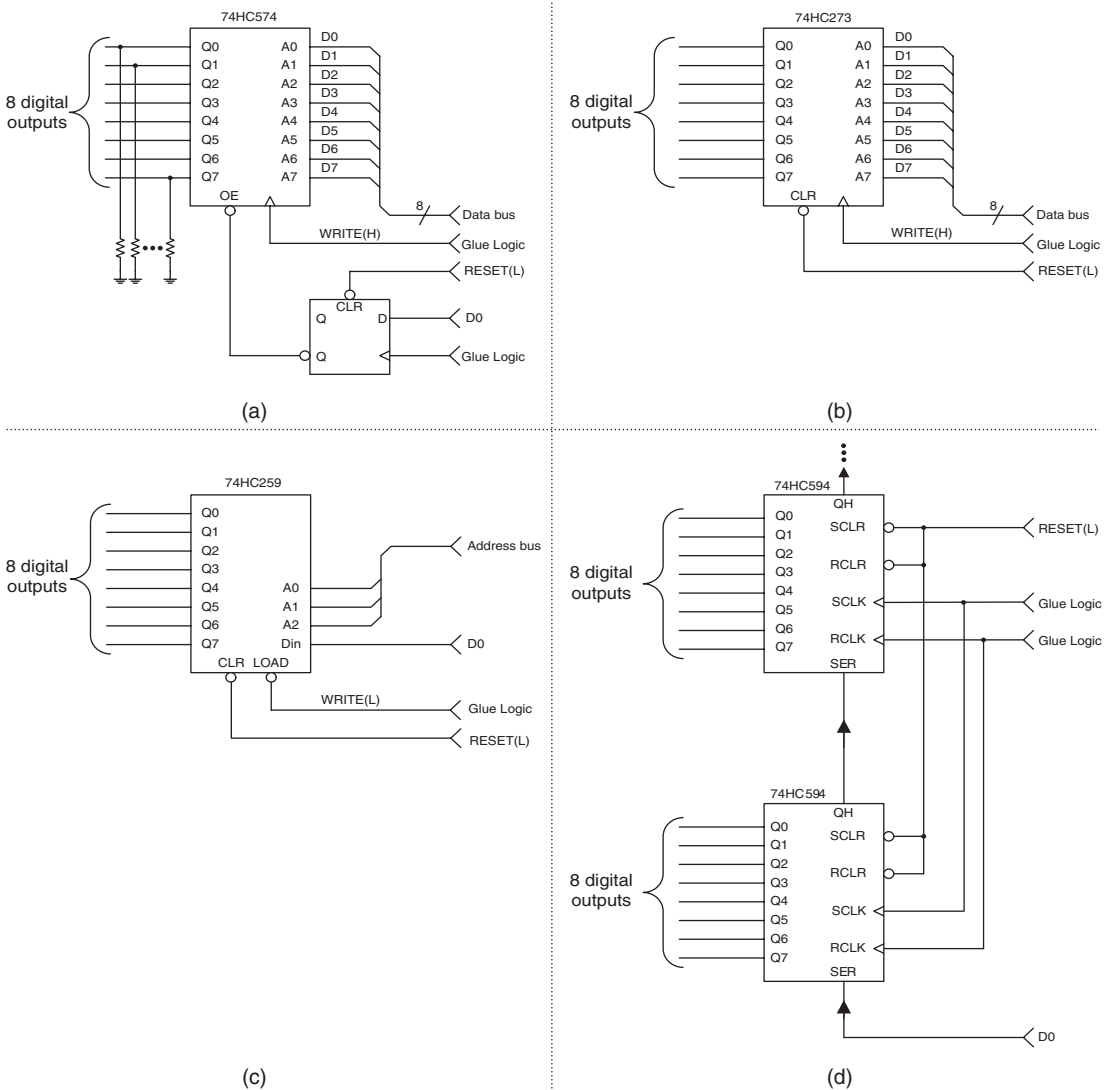 74HC574
8 digital
outputs
Q0 A0 D0
Q1 A1 D1
Q2 A2 D2
Q3 A3 D3
Q4 A4 D4
Q5 A5 D5
Q6 A6 D6
Q7 A7 D7
OE
8
Data bus
WRITE(H)
Glue Logic
RESET(L)
CLR
Q D
D0
Q
Glue Logic
(a)
74HC273
8 digital
outputs
Q0 A0 D0
Q1 A1 D1
Q2 A2 D2
Q3 A3 D3
Q4 A4 D4
Q5 A5 D5
Q6 A6 D6
Q7 A7 D7
CLR
8
Data bus
WRITE(H)
Glue Logic
RESET(L)
(b)
74HC259
8 digital
outputs
Q0
Q1
Q2
Q3
Q4 A0
Q5 A1
Q6 A2
Q7 Din
Address bus
D0
CLR LOAD
WRITE(L)
Glue Logic
RESET(L)
(c)
74HC594
QH
8 digital
outputs
Q0
Q1
Q2
Q3
Q4
Q5
Q6
Q7
SCLR
RCLR
SCLK
RCLK
SER
RESET(L)
Glue Logic
Glue Logic
74HC594
QH
8 digital
outputs
Q0
Q1
Q2
Q3
Q4
Q5
Q6
Q7
SCLR
RCLR
SCLK
RCLK
SER
D0
(d)